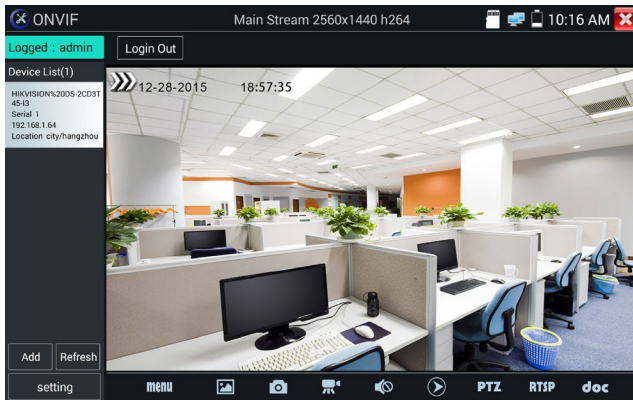 ONVIF
Main Stream 2560x1440 h264
10:16 AM
Logged : admin
Login Out
Device List(1)
HIKVISION%20DS-2CD3T
45-I3
Serial 1
192.168.1.64
Location city/hangzhou
12-28-2015 18:57:35
Add
Refresh
setting
menu
PTZ
RTSP
doc